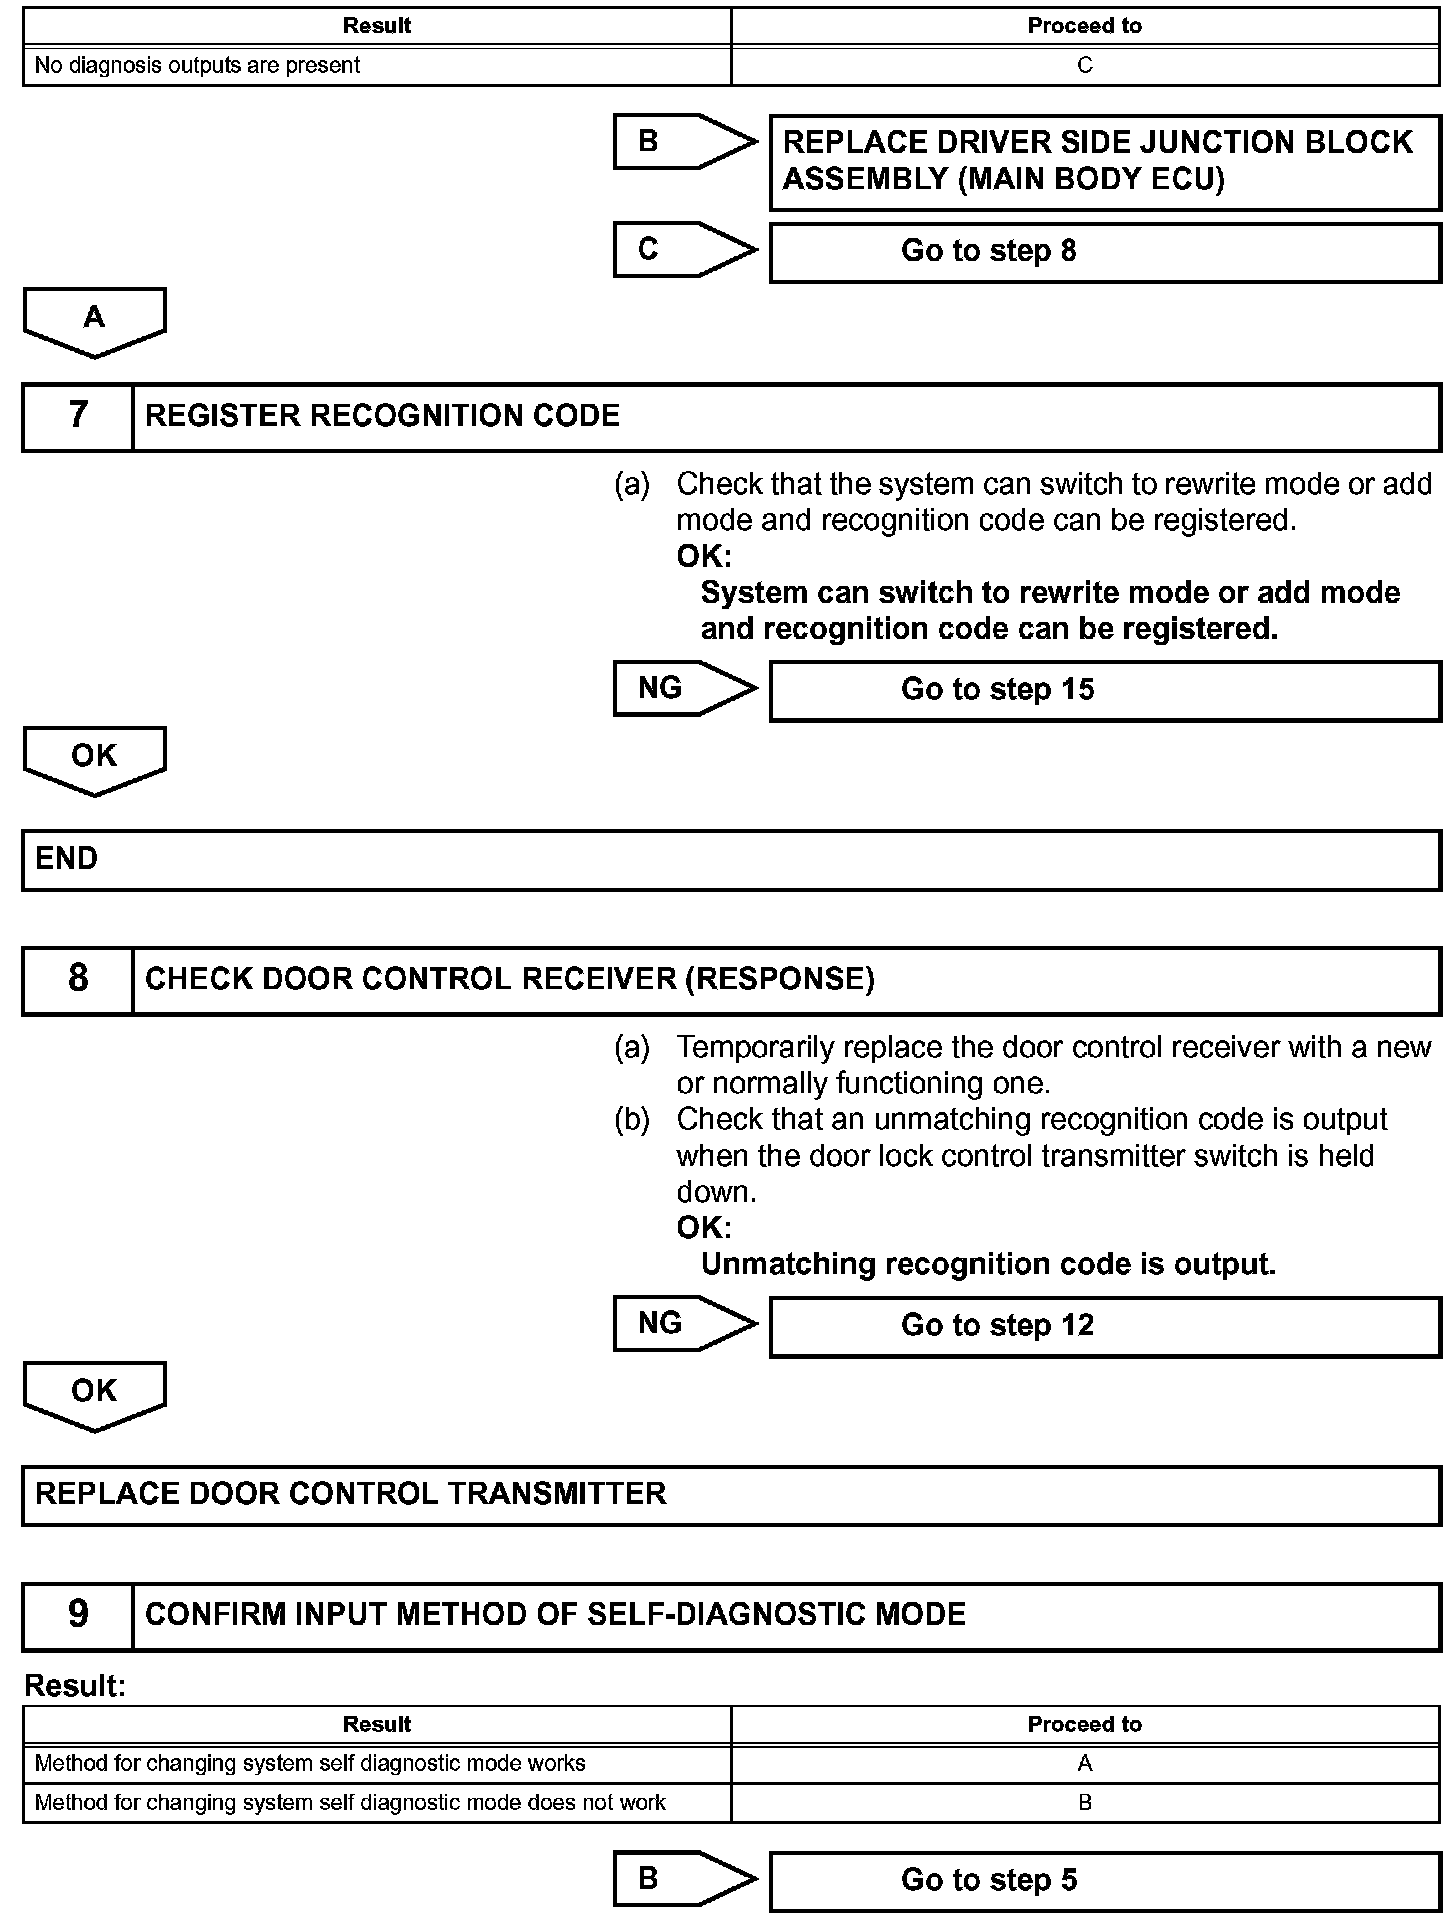 Result Proceed to
No diagnosis outputs are present C
B REPLACE DRIVER SIDE JUNCTION BLOCK
ASSEMBLY (MAIN BODY ECU)
C Go to step 8
A
7 REGISTER RECOGNITION CODE
(a) Check that the system can switch to rewrite mode or add
mode and recognition code can be registered.
OK:
System can switch to rewrite mode or add mode
and recognition code can be registered.
NG Go to step 15
OK
END
8 CHECK DOOR CONTROL RECEIVER (RESPONSE)
(a) Temporarily replace the door control receiver with a new
or normally functioning one.
(b) Check that an unmatching recognition code is output
when the door lock control transmitter switch is held
down.
OK:
Unmatching recognition code is output.
NG Go to step 12
OK
REPLACE DOOR CONTROL TRANSMITTER
9 CONFIRM INPUT METHOD OF SELF-DIAGNOSTIC MODE
Result:
Result Proceed to
Method for changing system self diagnostic mode works A
Method for changing system self diagnostic mode does not work B
B Go to step 5